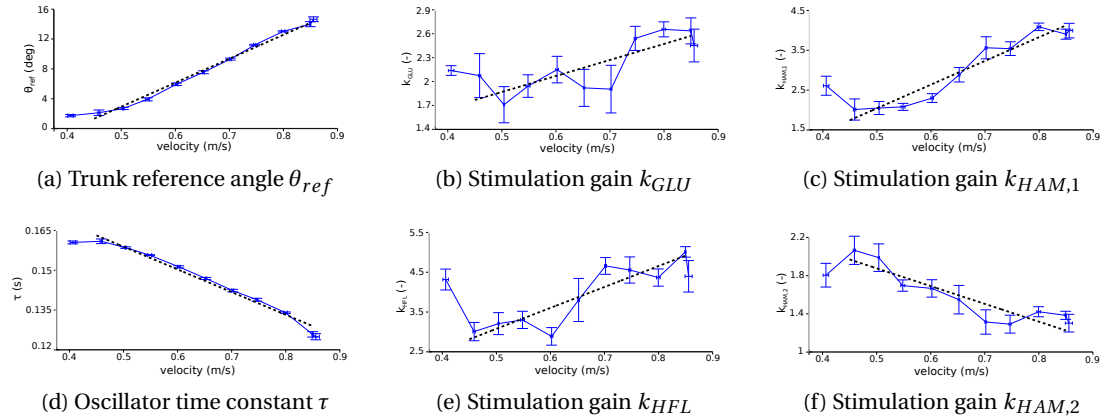 16
12
8
4
0
θref (deg)
0.4 0.5 0.6 0.7 0.8 0.9
velocity (m/s)
(a) Trunk reference angle θref
2.9
2.6
2.3
2
1.7
1.4
kGLU (-)
0.4 0.5 0.6 0.7 0.8 0.9
velocity (m/s)
(b) Stimulation gain kGLU
4.5
3.5
2.5
1.5
kHAM,1 (-)
0.4 0.5 0.6 0.7 0.8 0.9
velocity (m/s)
(c) Stimulation gain kHAM,1
0.165
0.15
0.135
0.12
τ (s)
0.4 0.5 0.6 0.7 0.8 0.9
velocity (m/s)
(d) Oscillator time constant τ
5.5
4.5
3.5
2.5
kHFL (-)
0.4 0.5 0.6 0.7 0.8 0.9
velocity (m/s)
(e) Stimulation gain kHFL
2.2
1.8
1.4
1
kHAM,2 (-)
0.4 0.5 0.6 0.7 0.8 0.9
velocity (m/s)
(f) Stimulation gain kHAM,2